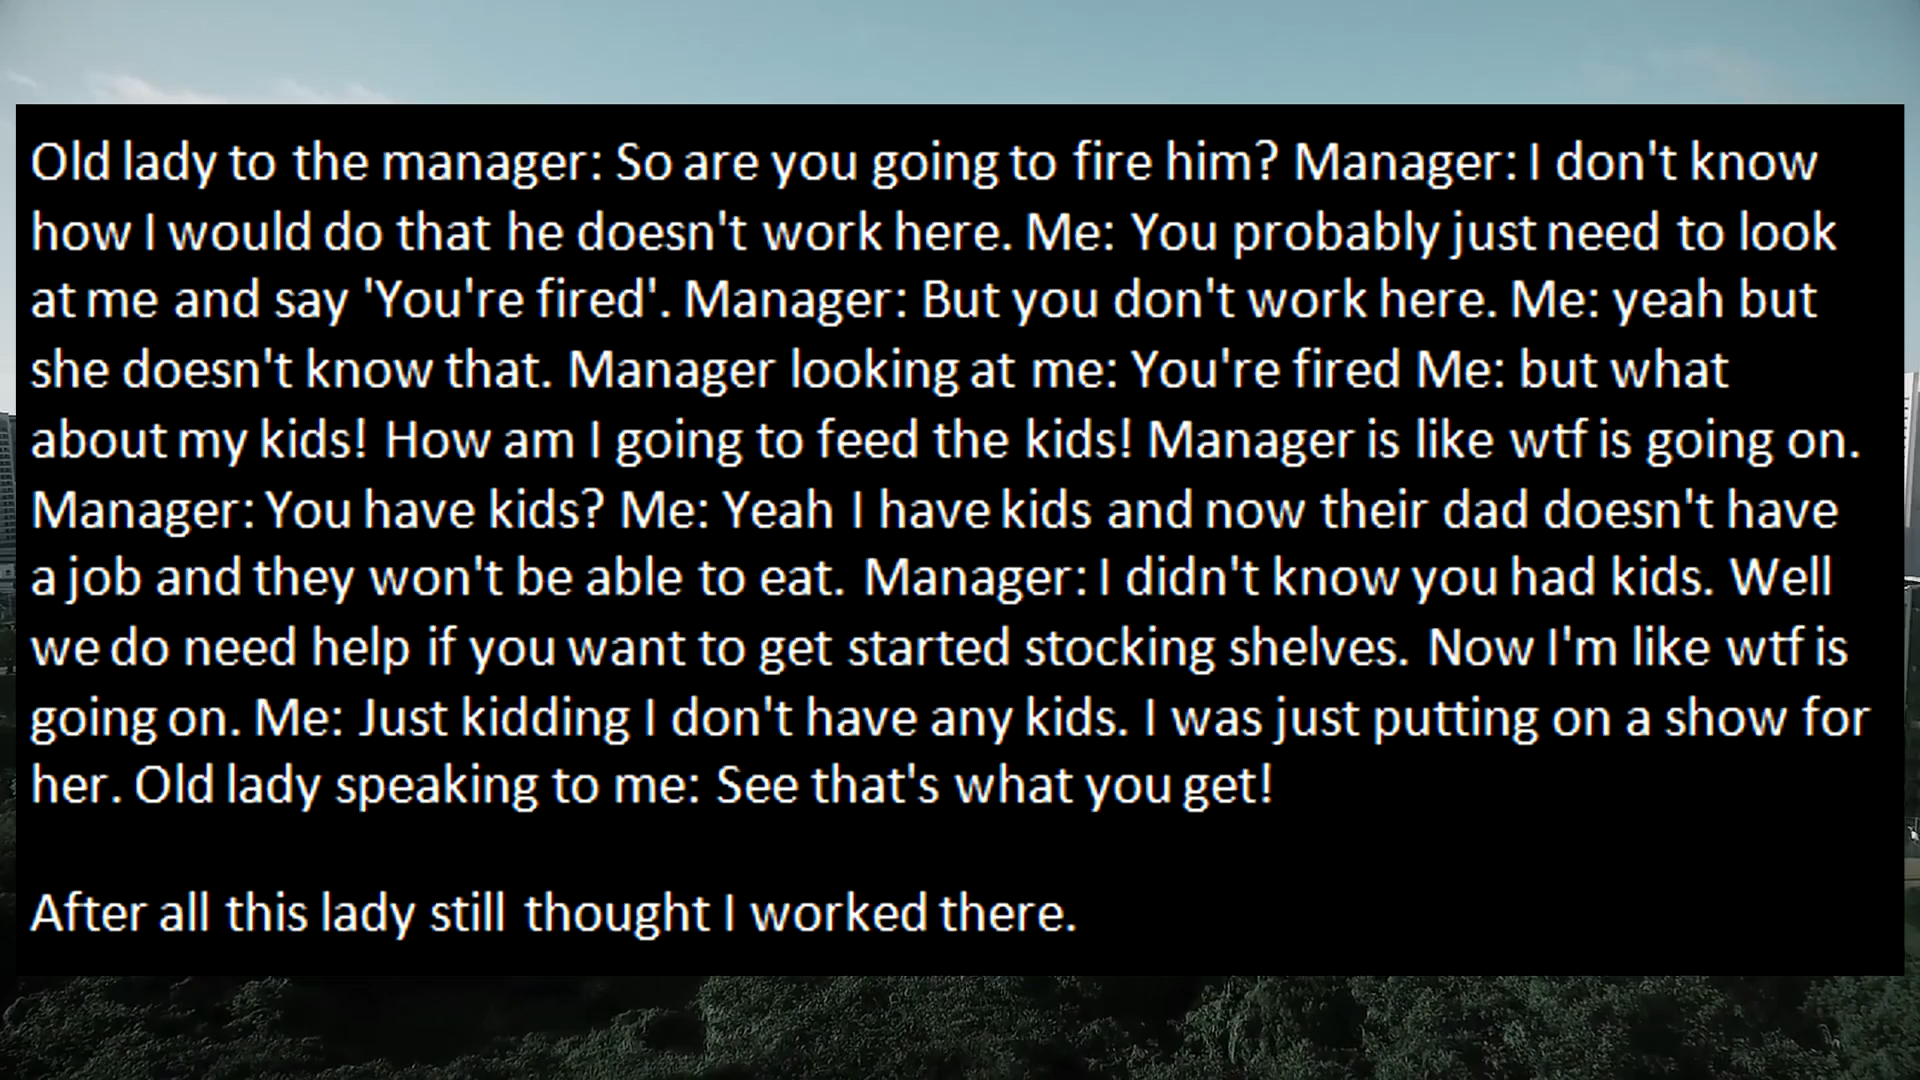 Old lady to the manager: So are you going to fire him? Manager: I don't know
how I would do that he doesn't work here. Me: You probably just need to look
at me and say 'You're fired'. Manager: But you don't work here. Me: yeah but
she doesn't know that. Manager looking at me: You're fired Me: but what
about my kids! How am I going to feed the kids! Manager is like wtf is going on.
Manager: You have kids? Me: Yeah I have kids and now their dad doesn't have
a job and they won't be able to eat. Manager: I didn't know you had kids. Well
we do need help if you want to get started stocking shelves. Now I'm like wtf is
going on. Me: Just kidding I don't have any kids. I was just putting on a show for
her. Old lady speaking to me: See that's what you get!
After all this lady still thought I worked there.